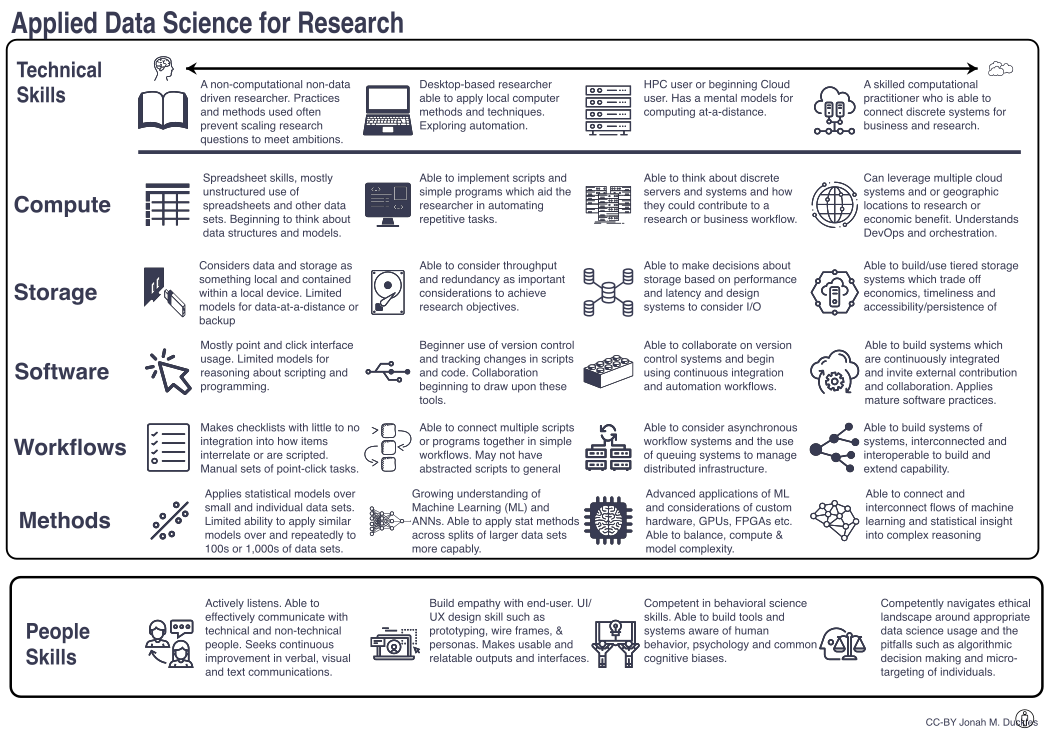 Applied Data Science for Research
Technical
Skills
A non-computational non-data
driven researcher. Practices
and methods used often
prevent scaling research
questions to meet ambitions.
Desktop-based researcher
able to apply local computer
methods and techniques.
Exploring automation.
HPC user or beginning Cloud
user. Has a mental models for
computing at-a-distance.
A skilled computational
practitioner who is able to
connect discrete systems for
business and research.
Compute
Spreadsheet skills, mostly
unstructured use of
spreadsheets and other data
sets. Beginning to think about
data structures and models.
Able to implement scripts and
simple programs which aid the
researcher in automating
repetitive tasks.
Able to think about discrete
servers and systems and how
they could contribute to a
research or business workflow.
Can leverage multiple cloud
systems and or geographic
locations to research or
economic benefit. Understands
DevOps and orchestration.
Storage
Considers data and storage as
something local and contained
within a local device. Limited
models for data-at-a-distance or
backup
Able to consider throughput
and redundancy as important
considerations to achieve
research objectives.
Able to make decisions about
storage based on performance
and latency and design
systems to consider I/O
Able to build/use tiered storage
systems which trade off
economics, timeliness and
accessibility/persistence of
Software
Mostly point and click interface
usage. Limited models for
reasoning about scripting and
programming.
Beginner use of version control
and tracking changes in scripts
and code. Collaboration
beginning to draw upon these
tools.
Able to collaborate on version
control systems and begin
using continuous integration
and automation workflows.
Able to build systems which
are continuously integrated
and invite external contribution
and collaboration. Applies
mature software practices.
Workflows
Makes checklists with little to no
integration into how items
interrelate or are scripted.
Manual sets of point-click tasks.
Able to connect multiple scripts
or programs together in simple
workflows. May not have
abstracted scripts to general
Able to consider asynchronous
workflow systems and the use
of queuing systems to manage
distributed infrastructure.
Able to build systems of
systems, interconnected and
interoperable to build and
extend capability.
Methods
Applies statistical models over
small and individual data sets.
Limited ability to apply similar
models over and repeatedly to
100s or 1,000s of data sets.
Growing understanding of
Machine Learning (ML) and
ANNs. Able to apply stat methods
across splits of larger data sets
more capably.
Advanced applications of ML
and considerations of custom
hardware, GPUs, FPGAs etc.
Able to balance, compute &
model complexity.
Able to connect and
interconnect flows of machine
learning and statistical insight
into complex reasoning
People
Skills
Actively listens. Able to
effectively communicate with
technical and non-technical
people. Seeks continuous
improvement in verbal, visual
and text communications.
Build empathy with end-user. UI/
UX design skill such as
prototyping, wire frames, &
personas. Makes usable and
relatable outputs and interfaces.
Competent in behavioral science
skills. Able to build tools and
systems aware of human
behavior, psychology and common
cognitive biases.
Competently navigates ethical
landscape around appropriate
data science usage and the
pitfalls such as algorithmic
decision making and micro-
targeting of individuals.
CC-BY Jonah M.